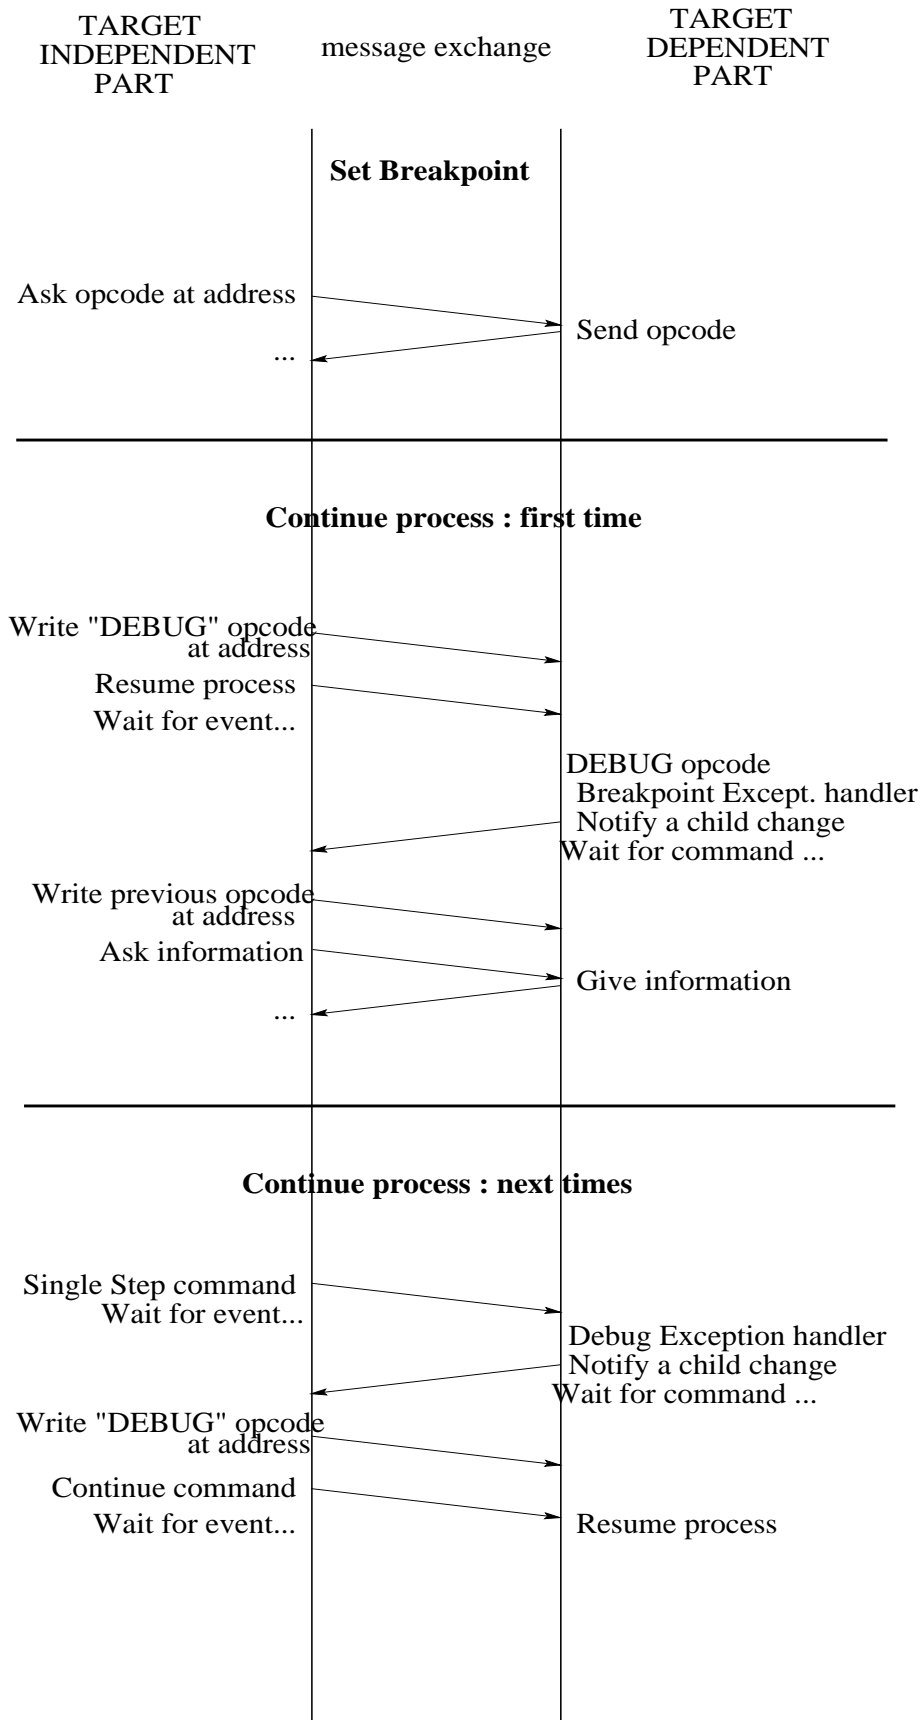 TARGET
INDEPENDENT
PART
message exchange
TARGET
DEPENDENT
PART
Set Breakpoint
Ask opcode at address
Send opcode
...
Continue process : first time
Write "DEBUG" opcode
at address
Resume process
Wait for event...
DEBUG opcode
Breakpoint Except. handler
Notify a child change
Wait for command ...
Write previous opcode
at address
Ask information
Give information
...
Continue process : next times
Single Step command
Wait for event...
Debug Exception handler
Notify a child change
Wait for command ...
Write "DEBUG" opcode
at address
Continue command
Wait for event...
Resume process